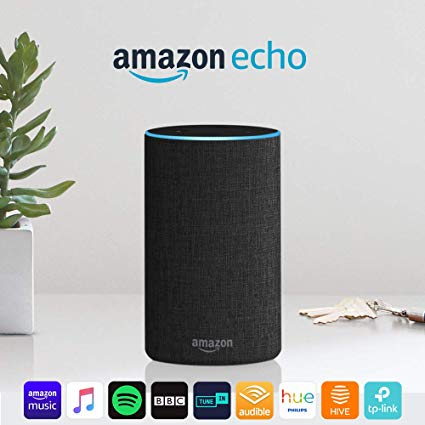 amazon echo
amazon
amazon music
BBC
TUNE IN
audible
hue
PHILIPS
HIVE
tp-link